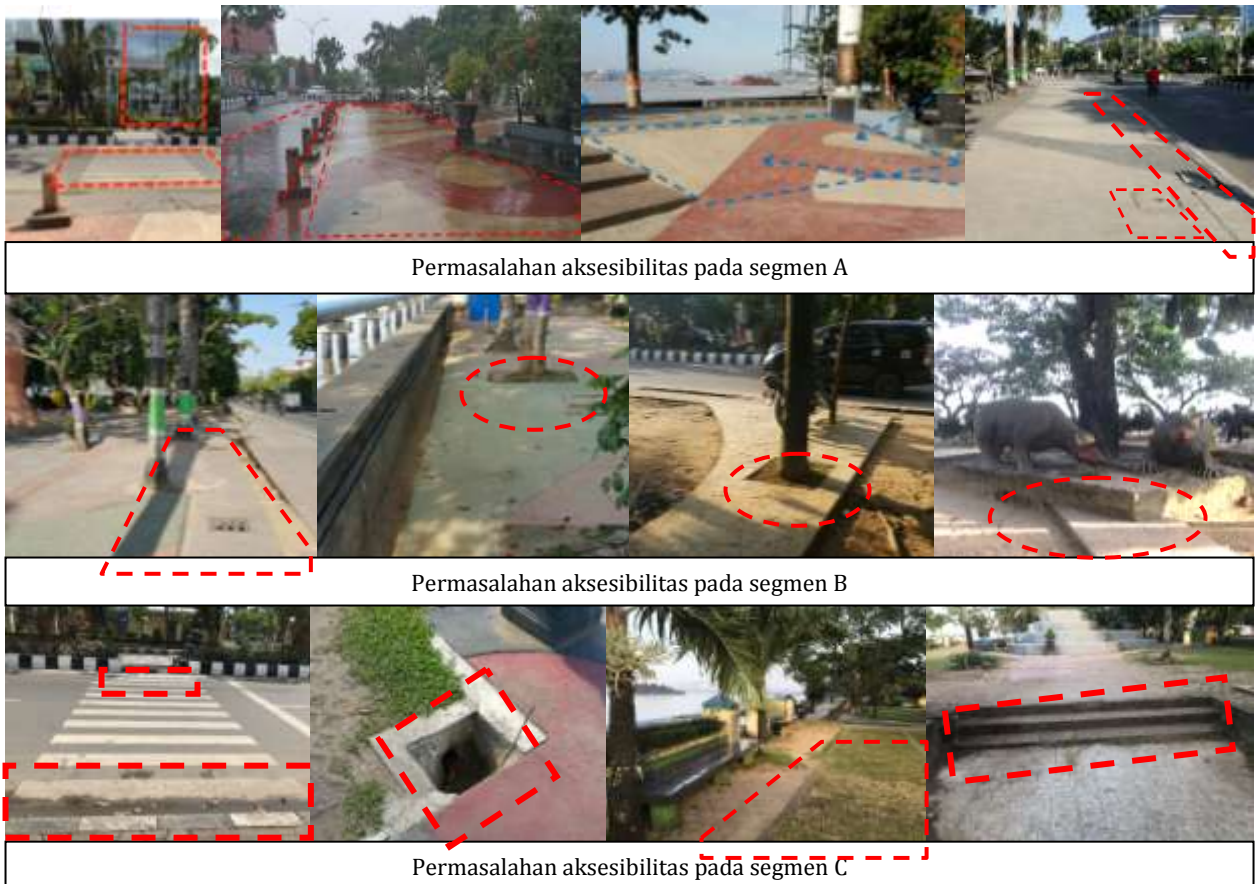 Permasalahan aksesibilitas pada segmen A
Permasalahan aksesibilitas pada segmen B
Permasalahan aksesibilitas pada segmen C